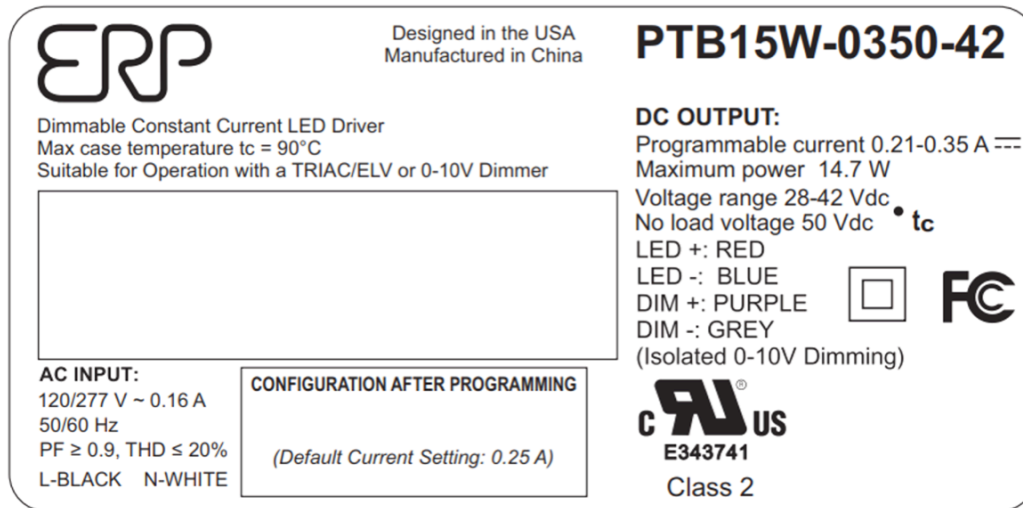 ERP
Designed in the USA
Manufactured in China
PTB15W-0350-42
Dimmable Constant Current LED Driver
Max case temperature tc = 90°C
Suitable for Operation with a TRIAC/ELV or 0-10V Dimmer
AC INPUT:
120/277 V ~ 0.16 A
50/60 Hz
PF ≥ 0.9, THD ≤ 20%
L-BLACK N-WHITE
CONFIGURATION AFTER PROGRAMMING
(Default Current Setting: 0.25 A)
DC OUTPUT:
Programmable current 0.21-0.35 A ⎓
Maximum power 14.7 W
Voltage range 28-42 Vdc
No load voltage 50 Vdc
• tc
LED +: RED
LED -: BLUE
DIM +: PURPLE
DIM -: GREY
(Isolated 0-10V Dimming)
FC
C RU ® US
E343741
Class 2